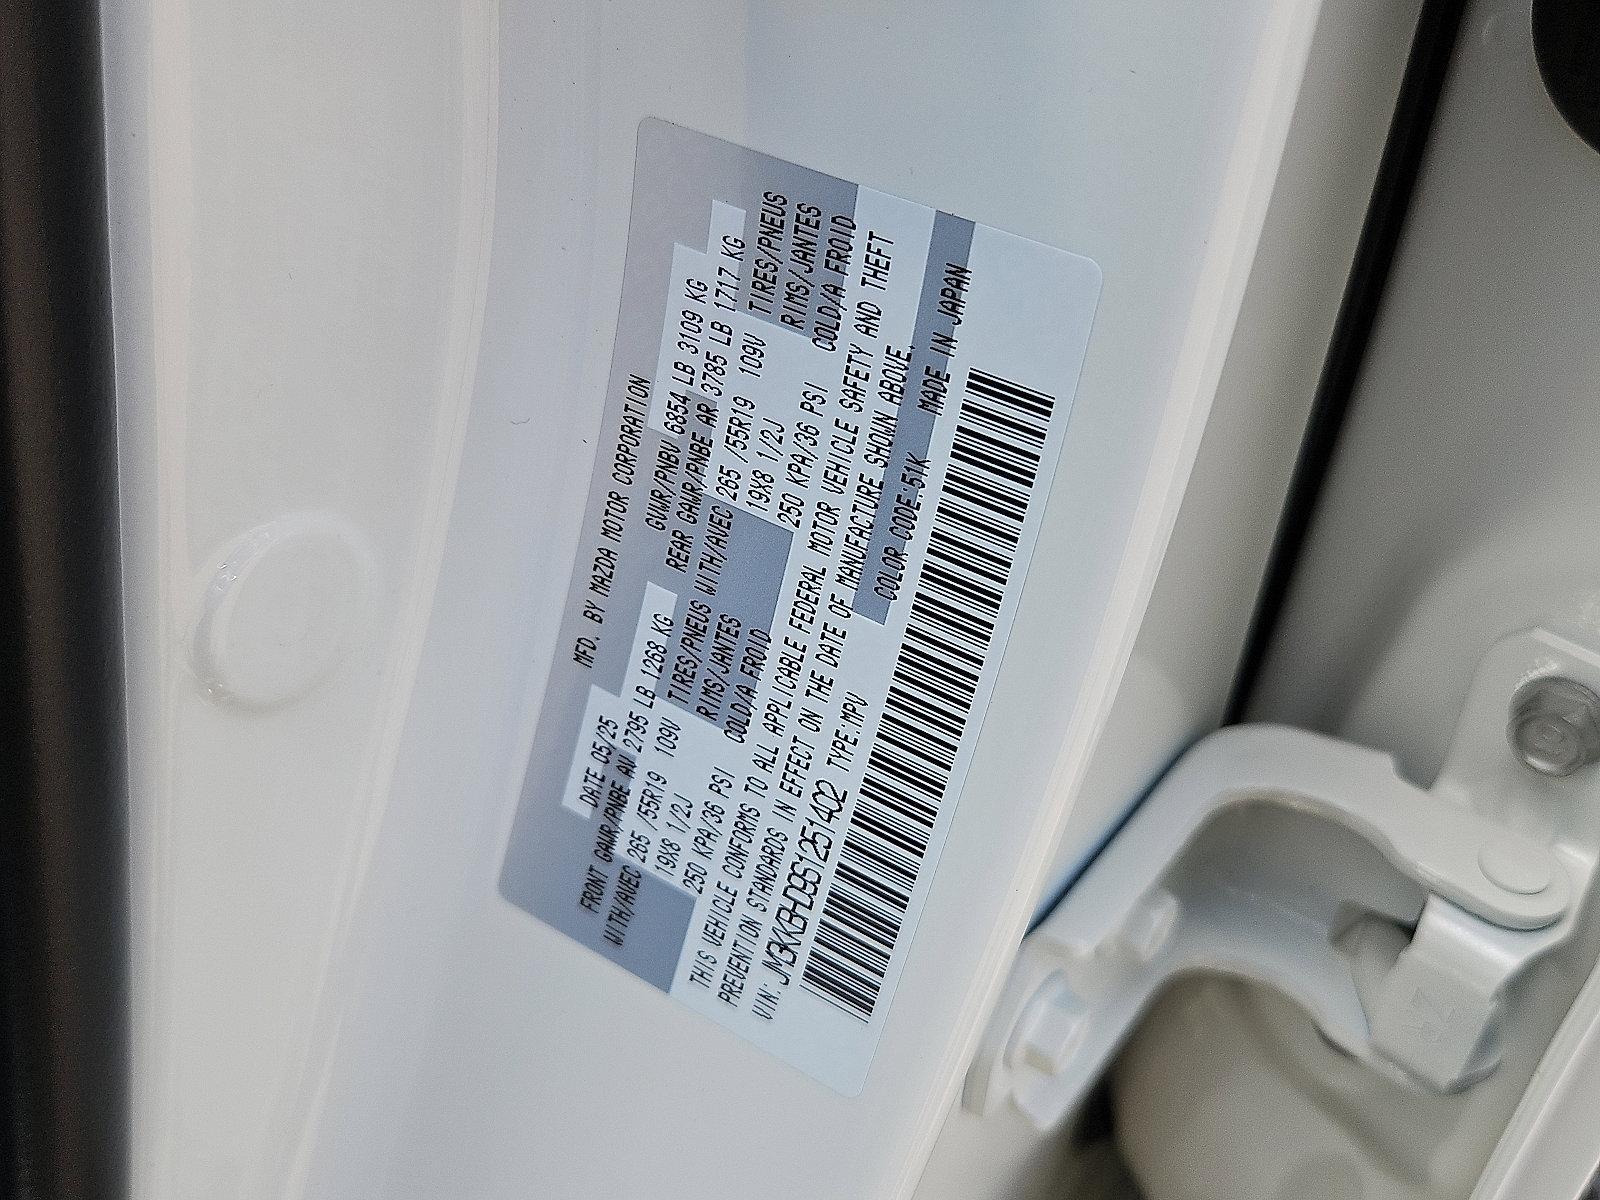 MFD. BY MAZDA MOTOR CORPORATION
DATE 05/25 GVWR/PNBV 6854 LB 3109 KG
FRONT GAWR/PNBE AV 2795 LB 1268 KG REAR GAWR/PNBE AR 3785 LB 1717 KG
WITH/AVEC 265 /55R19 109V TIRES/PNEUS WITH/AVEC 265 /55R19 109V TIRES/PNEUS
19X8 1/2J RIMS/JANTES 19X8 1/2J RIMS/JANTES
250 KPA/36 PSI COLD/A FROID 250 KPA/36 PSI COLD/A FROID
THIS VEHICLE CONFORMS TO ALL APPLICABLE FEDERAL MOTOR VEHICLE SAFETY AND THEFT
PREVENTION STANDARDS IN EFFECT ON THE DATE OF MANUFACTURE SHOWN ABOVE.
VIN: JM3KKBHD9S1251402 TYPE:MPV COLOR CODE:51K MADE IN JAPAN